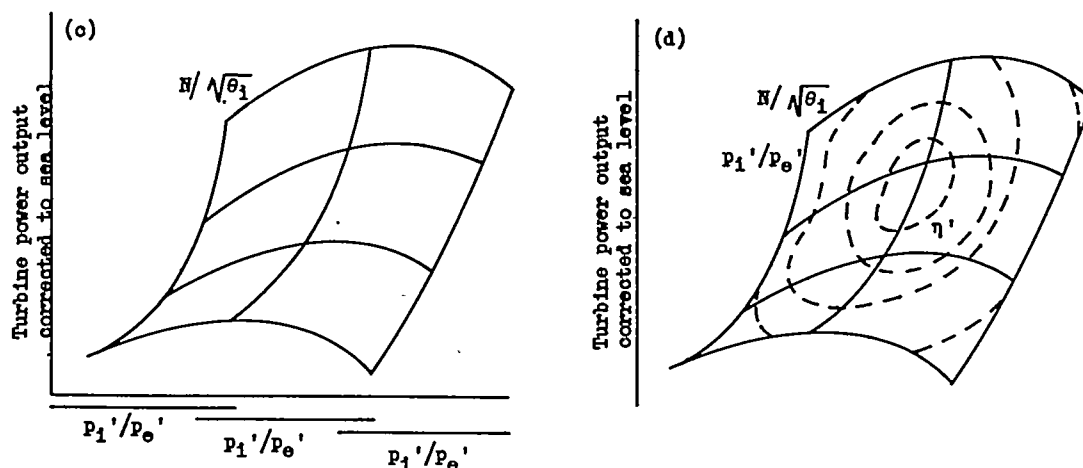 (c)
N/√θi
Turbine power output
corrected to sea level
pi'/pe'
pi'/pe'
pi'/pe'
(d)
N/√θi
pi'/pe'
η'
Turbine power output
corrected to sea level